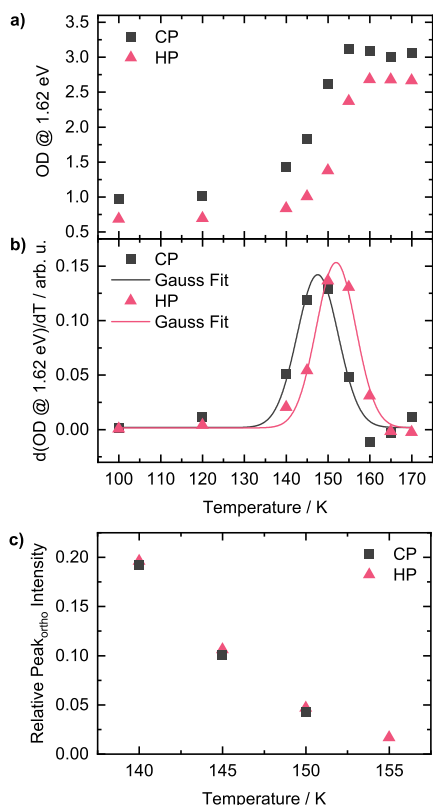 a)
CP
HP
OD @ 1.62 eV
3.5
3.0
2.5
2.0
1.5
1.0
0.5
b)
CP
Gauss Fit
HP
Gauss Fit
d(OD @ 1.62 eV)/dT / arb. u.
0.15
0.10
0.05
0.00
100 110 120 130 140 150 160 170
Temperature / K
c)
CP
HP
Relative Peakortho Intensity
0.20
0.15
0.10
0.05
0.00
140 145 150 155
Temperature / K